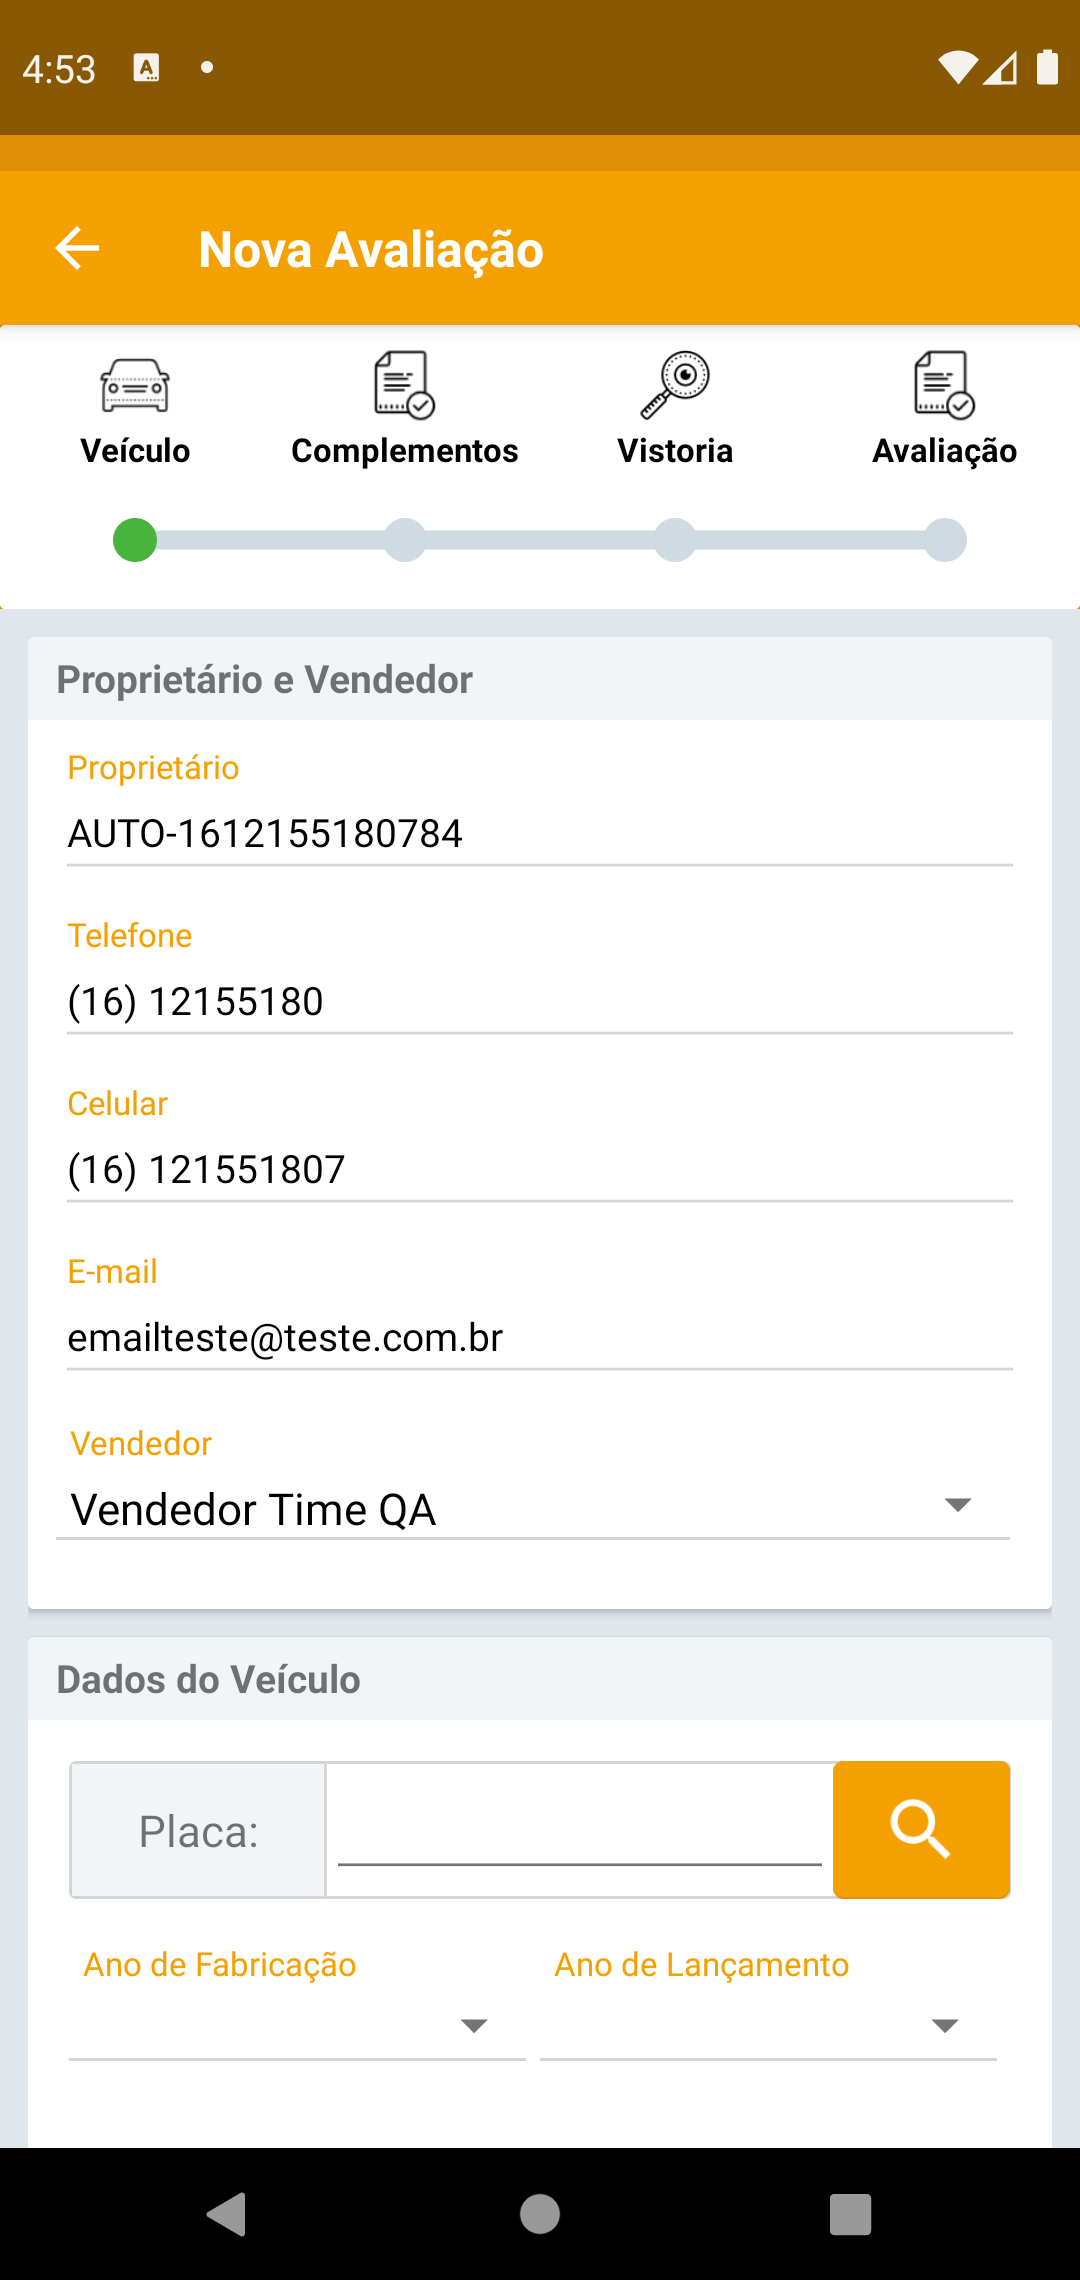 4:53
Nova Avaliação
Veículo Complementos Vistoria Avaliação
Proprietário e Vendedor
Proprietário
AUTO-1612155180784
Telefone
(16) 12155180
Celular
(16) 121551807
E-mail
emailteste@teste.com.br
Vendedor
Vendedor Time QA
Dados do Veículo
Placa:
Ano de Fabricação Ano de Lançamento